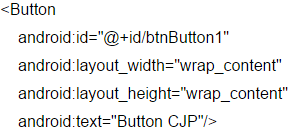 <Button
android:id="@+id/btnButton1"
android:layout_width="wrap_content"
android:layout_height="wrap_content"
android:text="Button CJP"/>